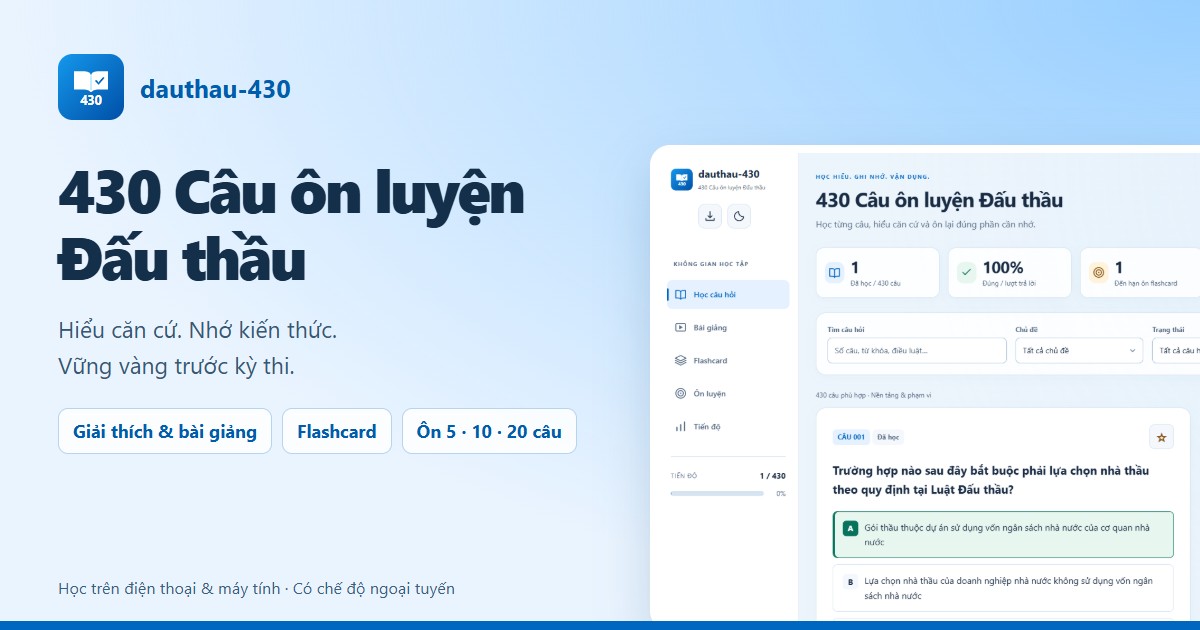 430
dauthau-430
430 Câu ôn luyện
Đấu thầu
Hiểu căn cứ. Nhớ kiến thức.
Vững vàng trước kỳ thi.
Giải thích & bài giảng
Flashcard
Ôn 5 · 10 · 20 câu
Học trên điện thoại & máy tính · Có chế độ ngoại tuyến
430
dauthau-430
430 Câu ôn luyện Đấu thầu
KHÔNG GIAN HỌC TẬP
Học câu hỏi
Bài giảng
Flashcard
Ôn luyện
Tiến độ
TIẾN ĐỘ
1 / 430
0%
HỌC HIỂU. GHI NHỚ. VẬN DỤNG.
430 Câu ôn luyện Đấu thầu
Học từng câu, hiểu căn cứ và ôn lại đúng phần cần nhớ.
1
Đã học / 430 câu
100%
Đúng / lượt trả lời
1
Đến hạn ôn flashcard
Tìm câu hỏi
Số câu, từ khóa, điều luật...
Chủ đề
Tất cả chủ đề
Trạng thái
Tất cả câu h
430 câu phù hợp · Nền tảng & phạm vi
CÂU 001
Đã học
Trường hợp nào sau đây bắt buộc phải lựa chọn nhà thầu
theo quy định tại Luật Đấu thầu?
A
Gói thầu thuộc dự án sử dụng vốn ngân sách nhà nước của cơ quan nhà
nước
B
Lựa chọn nhà thầu của doanh nghiệp nhà nước không sử dụng vốn ngân
sách nhà nước